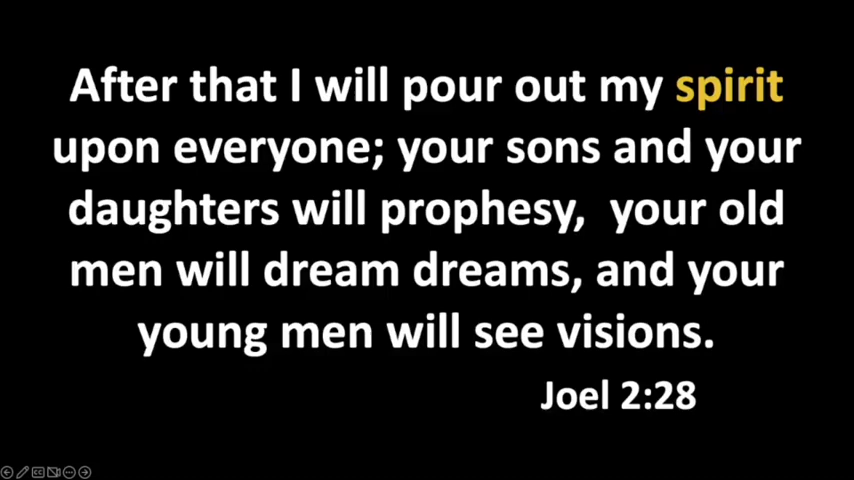 After that I will pour out my spirit
upon everyone; your sons and your
daughters will prophesy,  your old
men will dream dreams, and your
young men will see visions.
Joel 2:28